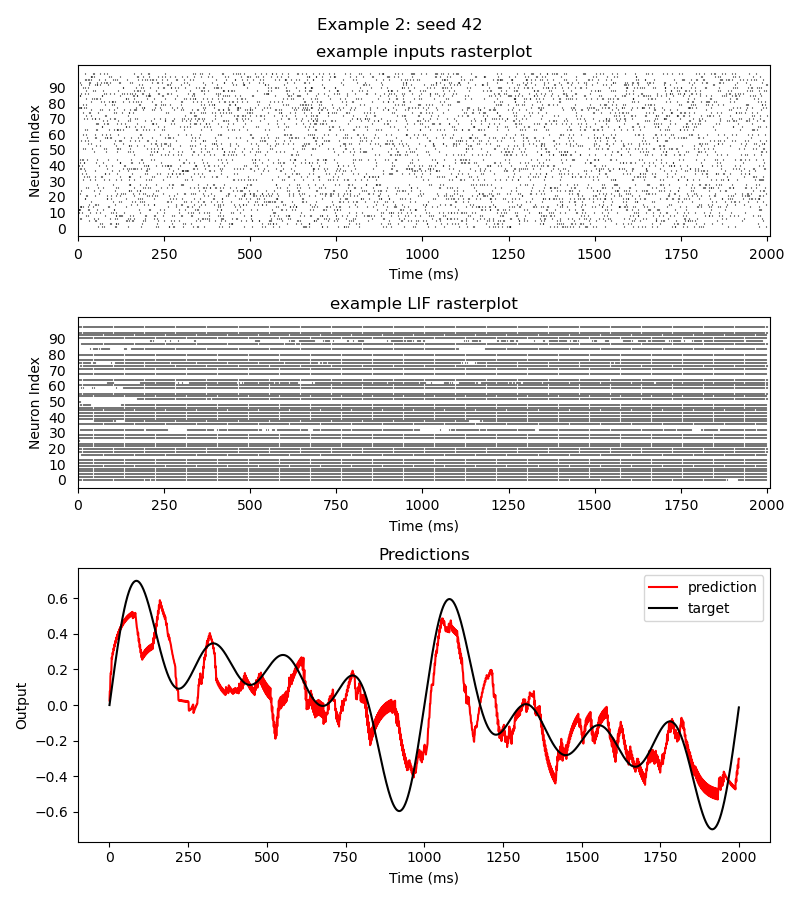 Example 2: seed 42
example inputs rasterplot
Neuron Index
90
80
70
60
50
40
30
20
10
0
0 250 500 750 1000 1250 1500 1750 2000
Time (ms)
example LIF rasterplot
Neuron Index
90
80
70
60
50
40
30
20
10
0
0 250 500 750 1000 1250 1500 1750 2000
Time (ms)
Predictions
Output
0.6
0.4
0.2
0.0
−0.2
−0.4
−0.6
prediction
target
0 250 500 750 1000 1250 1500 1750 2000
Time (ms)